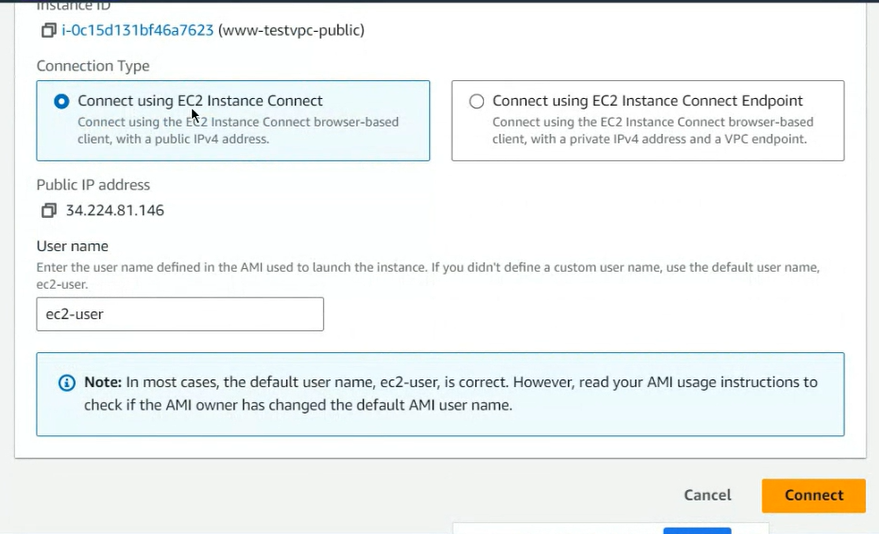 Instance ID
i-0c15d131bf46a7623 (www-testvpc-public)
Connection Type
Connect using EC2 Instance Connect
Connect using the EC2 Instance Connect browser-based
client, with a public IPv4 address.
Connect using EC2 Instance Connect Endpoint
Connect using the EC2 Instance Connect browser-based
client, with a private IPv4 address and a VPC endpoint.
Public IP address
34.224.81.146
User name
Enter the user name defined in the AMI used to launch the instance. If you didn't define a custom user name, use the default user name,
ec2-user.
ec2-user
Note: In most cases, the default user name, ec2-user, is correct. However, read your AMI usage instructions to
check if the AMI owner has changed the default AMI user name.
Cancel
Connect